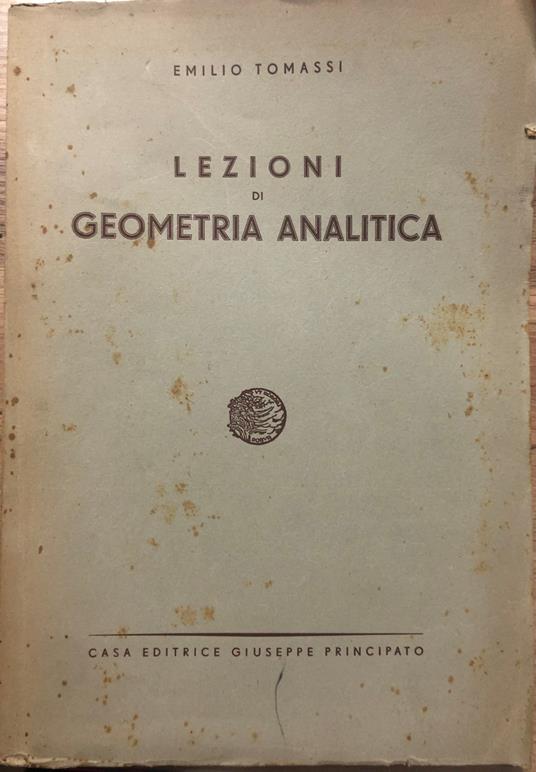 EMILIO TOMASSI
LEZIONI
DI
GEOMETRIA ANALITICA
CASA EDITRICE GIUSEPPE PRINCIPATO